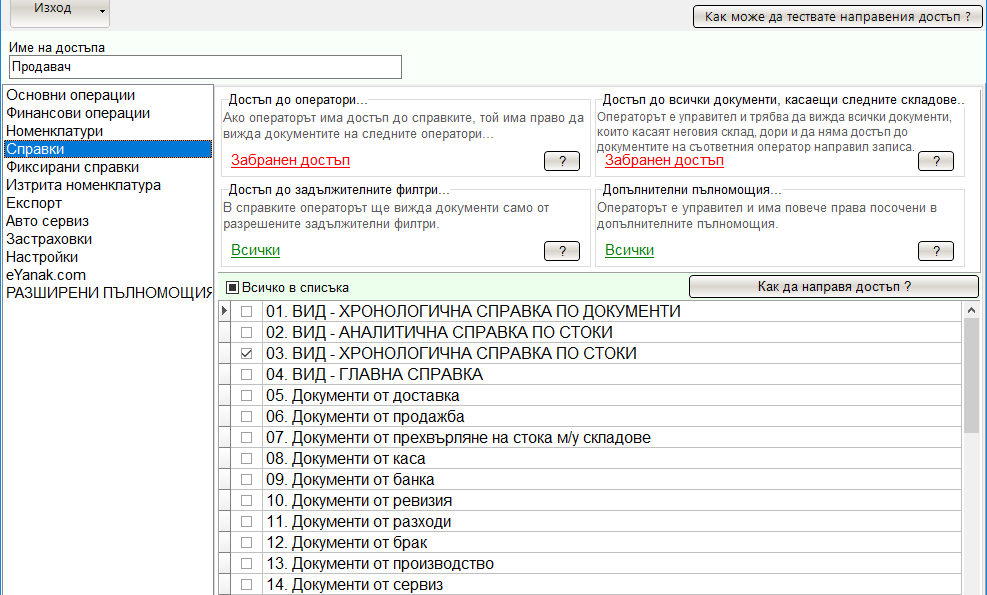 Изход
Как може да тествате направения достъп ?
Име на достъпа
Продавач
Основни операции
Финансови операции
Номенклатури
Справки
Фиксирани справки
Изтрита номенклатура
Експорт
Авто сервиз
Застраховки
Настройки
eYanak.com
РАЗШИРЕНИ ПЪЛНОМОЩИЯ
Достъп до оператори...
Ако операторът има достъп до справките, той има право да
вижда документите на следните оператори...
Забранен достъп
?
Достъп до всички документи, касаещи следните складове..
Операторът е управител и трябва да вижда всички документи,
които касаят неговия склад, дори и да няма достъп до
документите на съответния оператор направил записа.
Забранен достъп
?
Достъп до задължителните филтри...
В справките операторът ще вижда документи само от
разрешените задължителни филтри.
Всички
?
Допълнителни пълномощия...
Операторът е управител и има повече права посочени в
допълнителните пълномощия.
Всички
?
Всичко в списъка
Как да направя достъп ?
01. ВИД - ХРОНОЛОГИЧНА СПРАВКА ПО ДОКУМЕНТИ
02. ВИД - АНАЛИТИЧНА СПРАВКА ПО СТОКИ
03. ВИД - ХРОНОЛОГИЧНА СПРАВКА ПО СТОКИ
04. ВИД - ГЛАВНА СПРАВКА
05. Документи от доставка
06. Документи от продажба
07. Документи от прехвърляне на стока м/у складове
08. Документи от каса
09. Документи от банка
10. Документи от ревизия
11. Документи от разходи
12. Документи от брак
13. Документи от производство
14. Документи от сервиз